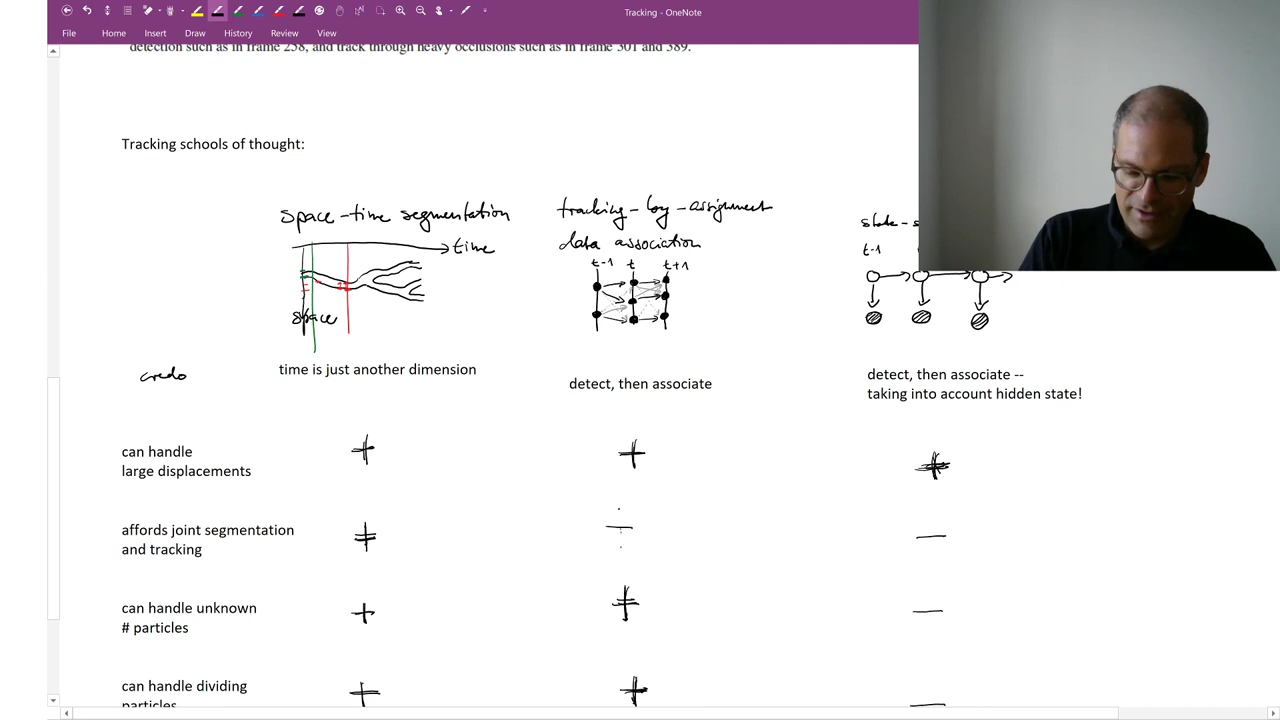 Tracking - OneNote
File Home Insert Draw History Review View
detection such as in frame 258, and track through heavy occlusions such as in frame 301 and 389.
Tracking schools of thought:
space-time segmentation
time
space
tracking-by-assignment
data association
t-1 t t+1
state-s
t-1
credo
time is just another dimension
detect, then associate
detect, then associate --
taking into account hidden state!
can handle
large displacements
+ +
affords joint segmentation
and tracking
can handle unknown
# particles
+
can handle dividing
particles
+ +